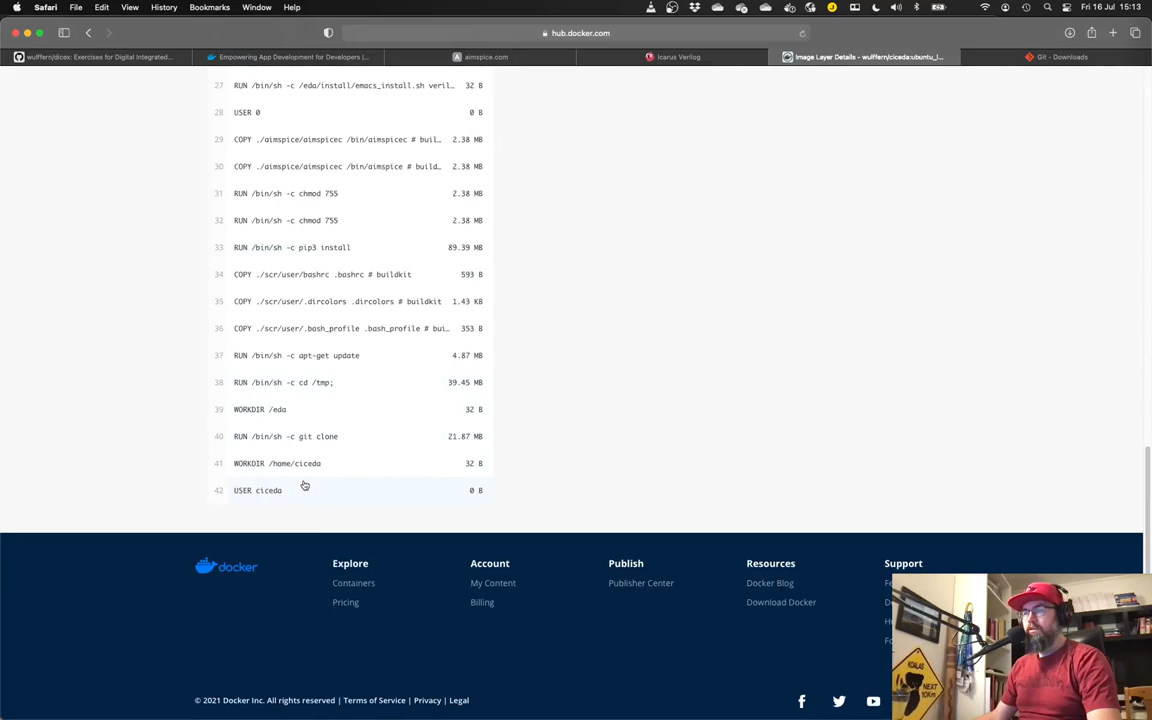 Safari File Edit View History Bookmarks Window Help Fri 16 Jul 15:13
hub.docker.com
wulffern/dicex: Exercises for Digital Integrated... Empowering App Development for Developers |... aimspice.com Icarus Verilog Image Layer Details - wulffern/ciceda:ubuntu_l... Git - Downloads
27 RUN /bin/sh -c /eda/install/emacs_install.sh veril… 32 B
28 USER 0 0 B
29 COPY ./aimspice/aimspicec /bin/aimspicec # buil… 2.38 MB
30 COPY ./aimspice/aimspicec /bin/aimspice # build… 2.38 MB
31 RUN /bin/sh -c chmod 755 2.38 MB
32 RUN /bin/sh -c chmod 755 2.38 MB
33 RUN /bin/sh -c pip3 install 89.39 MB
34 COPY ./scr/user/bashrc .bashrc # buildkit 593 B
35 COPY ./scr/user/.dircolors .dircolors # buildkit 1.43 KB
36 COPY ./scr/user/.bash_profile .bash_profile # bui… 353 B
37 RUN /bin/sh -c apt-get update 4.87 MB
38 RUN /bin/sh -c cd /tmp; 39.45 MB
39 WORKDIR /eda 32 B
40 RUN /bin/sh -c git clone 21.87 MB
41 WORKDIR /home/ciceda 32 B
42 USER ciceda 0 B
docker
Explore Account Publish Resources Support
Containers My Content Publisher Center Docker Blog
Pricing Billing Download Docker
KOALAS
NEXT
10 KM
© 2021 Docker Inc. All rights reserved | Terms of Service | Privacy | Legal